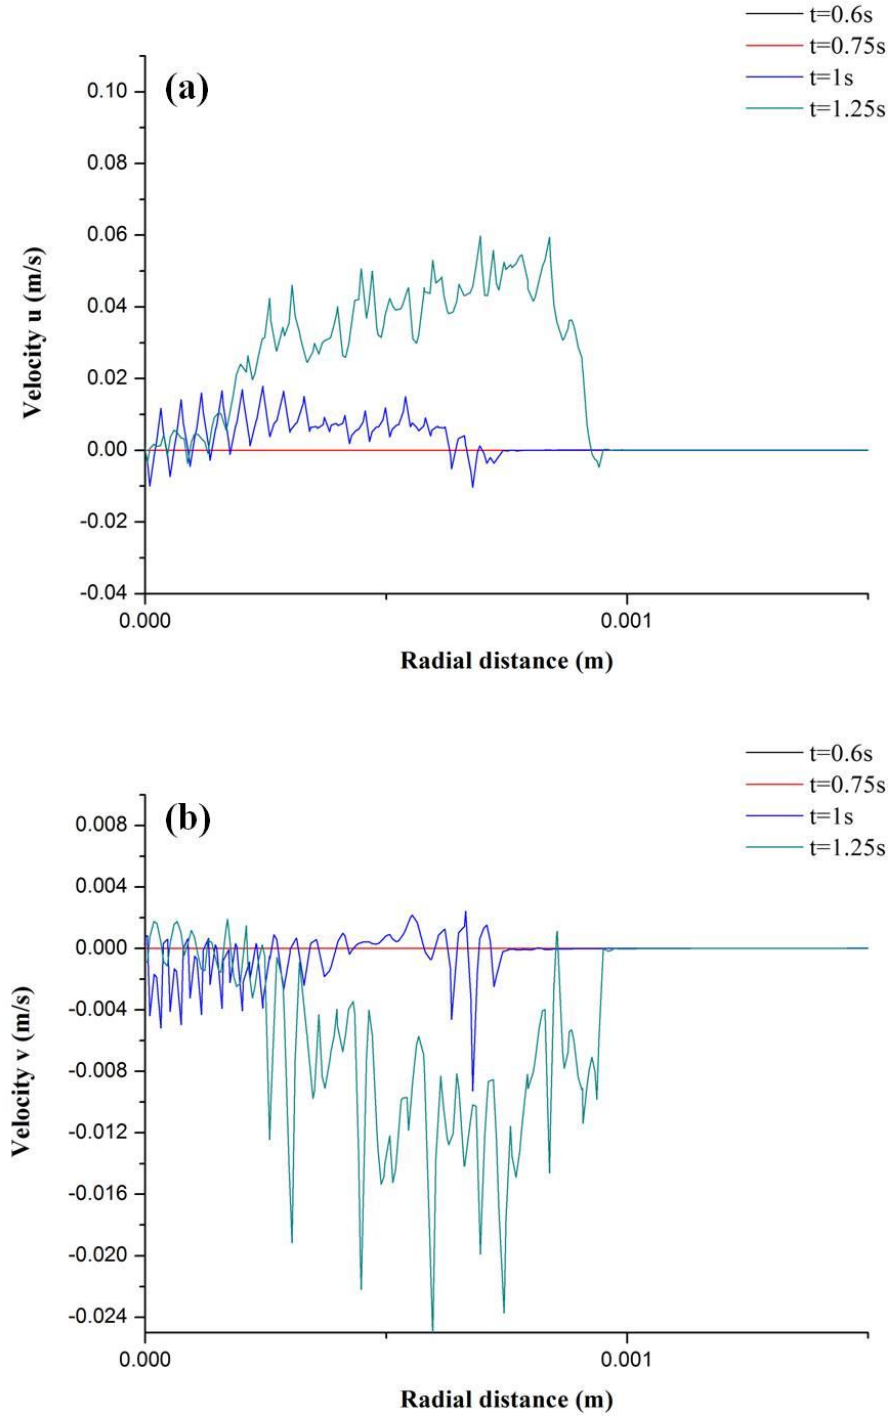 t=0.6s
t=0.75s
t=1s
t=1.25s
(a)
0.10
0.08
0.06
0.04
0.02
0.00
-0.02
-0.04
0.000 0.001
Velocity u (m/s)
Radial distance (m)
t=0.6s
t=0.75s
t=1s
t=1.25s
(b)
0.008
0.004
0.000
-0.004
-0.008
-0.012
-0.016
-0.020
-0.024
0.000 0.001
Velocity v (m/s)
Radial distance (m)